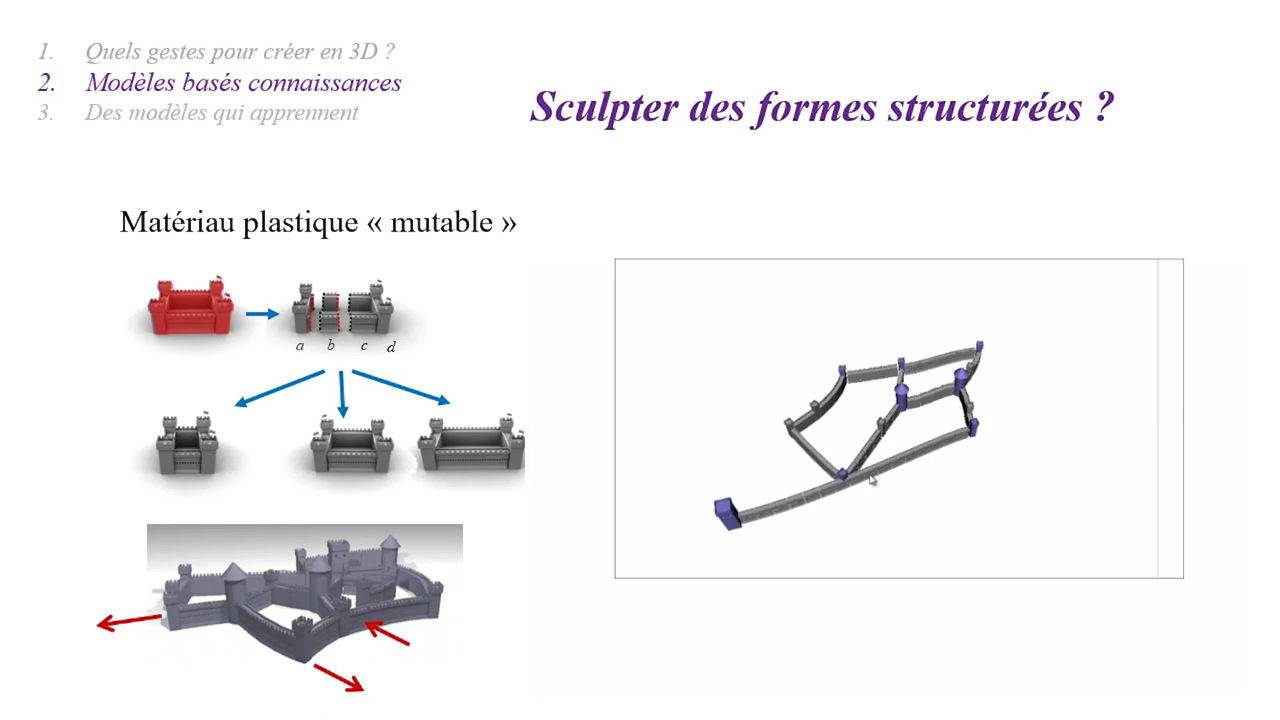 1. Quels gestes pour créer en 3D ?
2. Modèles basés connaissances
3. Des modèles qui apprennent
Sculpter des formes structurées ?
Matériau plastique « mutable »
a b c d